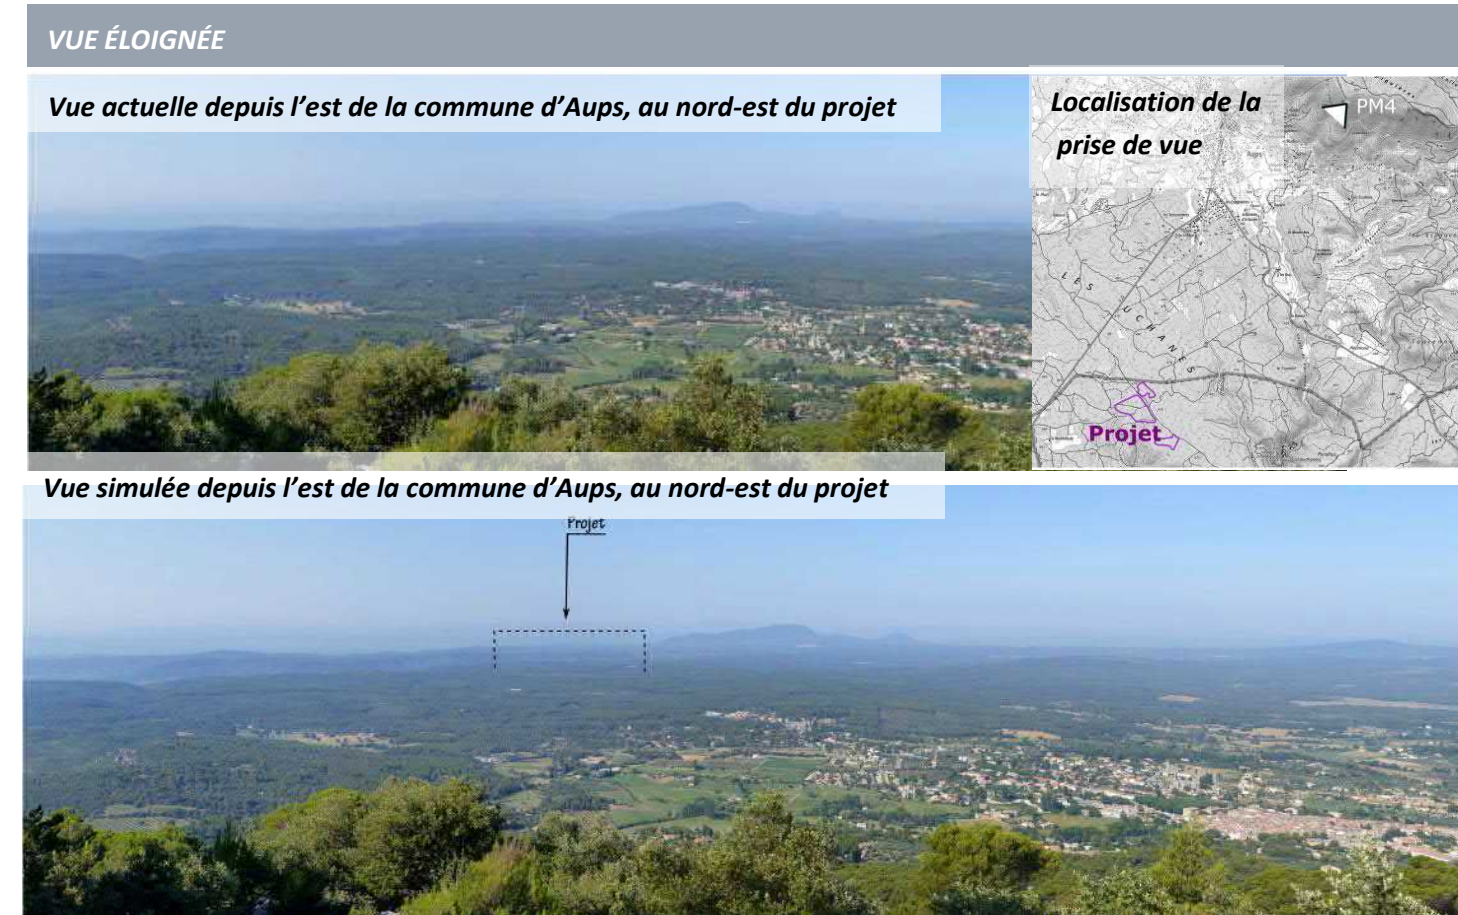 VUE ÉLOIGNÉE
Vue actuelle depuis l’est de la commune d’Aups, au nord-est du projet
Localisation de la
prise de vue
PM4
LES UCHANES
Projet
Vue simulée depuis l’est de la commune d’Aups, au nord-est du projet
Projet